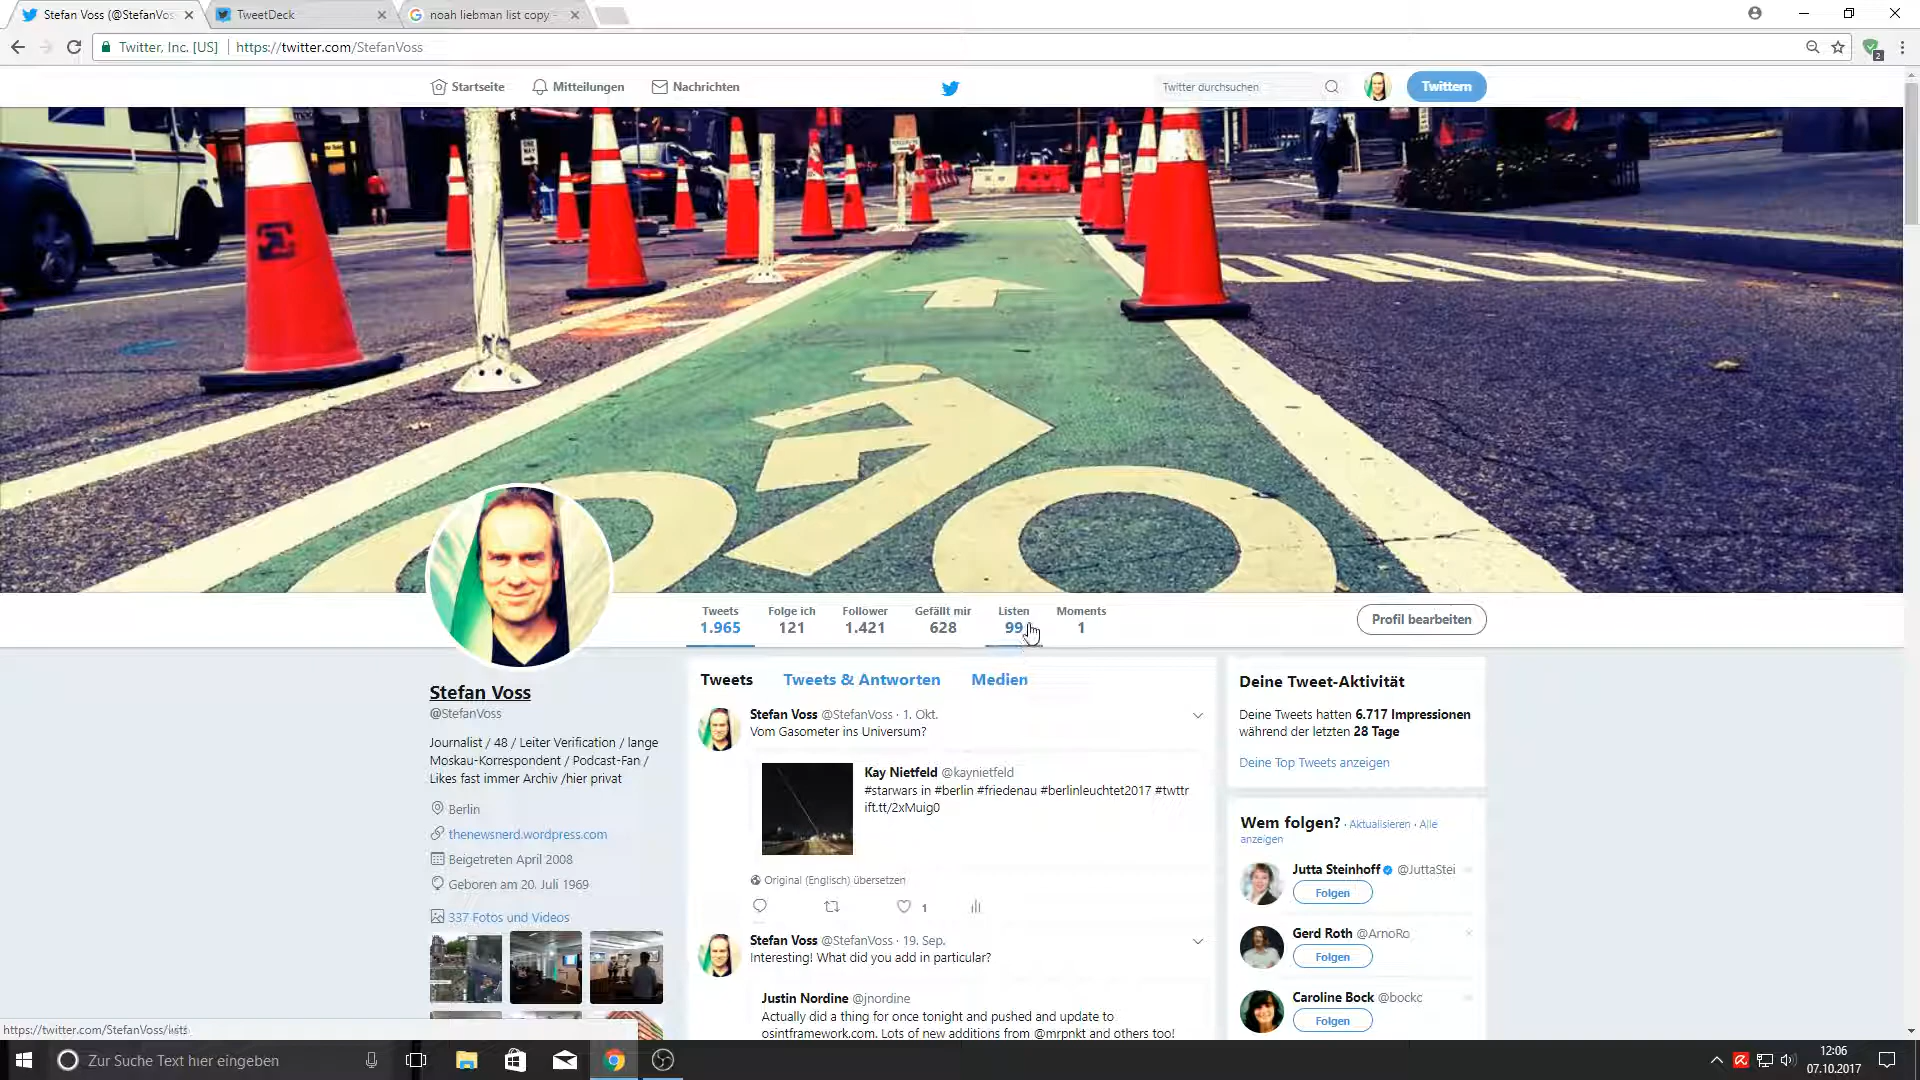 Stefan Voss (@StefanVos
TweetDeck
noah liebman list copy -
Twitter, Inc. [US]
https://twitter.com/StefanVoss
2
Startseite
Mitteilungen
Nachrichten
Twitter durchsuchen
Twittern
ONE WAY
ONLY
Tweets
1.965
Folge ich
121
Follower
1.421
Gefällt mir
628
Listen
99
Moments
1
Profil bearbeiten
Stefan Voss
@StefanVoss
Journalist / 48 / Leiter Verification / lange
Moskau-Korrespondent / Podcast-Fan /
Likes fast immer Archiv /hier privat
Berlin
thenewsnerd.wordpress.com
Beigetreten April 2008
Geboren am 20. Juli 1969
337 Fotos und Videos
Tweets
Tweets & Antworten
Medien
Stefan Voss @StefanVoss · 1. Okt.
Vom Gasometer ins Universum?
Kay Nietfeld @kaynietfeld
#starwars in #berlin #friedenau #berlinleuchtet2017 #twttr
ift.tt/2xMuig0
Original (Englisch) übersetzen
1
Stefan Voss @StefanVoss · 19. Sep.
Interesting! What did you add in particular?
Justin Nordine @jnordine
Actually did a thing for once tonight and pushed and update to
osintframework.com. Lots of new additions from @mrpnkt and others too!
Deine Tweet-Aktivität
Deine Tweets hatten 6.717 Impressionen
während der letzten 28 Tage
Deine Top Tweets anzeigen
Wem folgen? · Aktualisieren · Alle
anzeigen
Jutta Steinhoff @JuttaStei
Folgen
Gerd Roth @ArnoRo
Folgen
Caroline Bock @bockc
Folgen
https://twitter.com/StefanVoss/lists
Zur Suche Text hier eingeben
12:06
07.10.2017